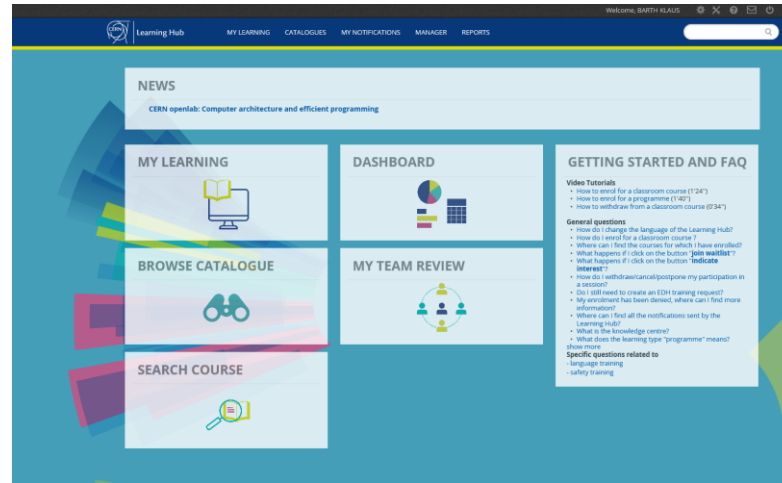 Welcome, BARTH KLAUS
CERN
Learning Hub
MY LEARNING
CATALOGUES
MY NOTIFICATIONS
MANAGER
REPORTS
NEWS
CERN openlab: Computer architecture and efficient programming
MY LEARNING
DASHBOARD
BROWSE CATALOGUE
MY TEAM REVIEW
SEARCH COURSE
GETTING STARTED AND FAQ
Video Tutorials
• How to enrol for a classroom course (1'24")
• How to enrol for a programme (1'40")
• How to withdraw from a classroom course (0'34")
General questions
• How do I change the language of the Learning Hub?
• How do I enrol for a classroom course ?
• Where can I find the courses for which I have enrolled?
• What happens if I click on the button "join waitlist"?
• What happens if I click on the button "indicate
interest"?
• How do I withdraw/cancel/postpone my participation in
a session?
• Do I still need to create an EDH training request?
• My enrolment has been denied, where can I find more
information?
• Where can I find all the notifications sent by the
Learning Hub?
• What is the knowledge centre?
• What does the learning type "programme" means?
show more
Specific questions related to
- language training
- safety training